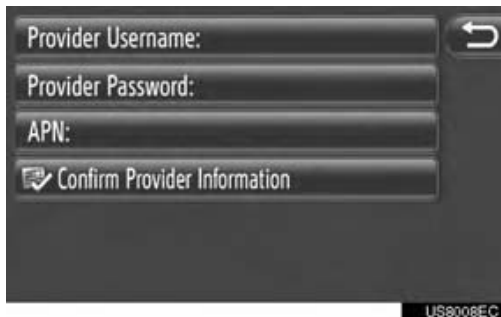 Provider Username:
Provider Password:
APN:
Confirm Provider Information
US8008EC